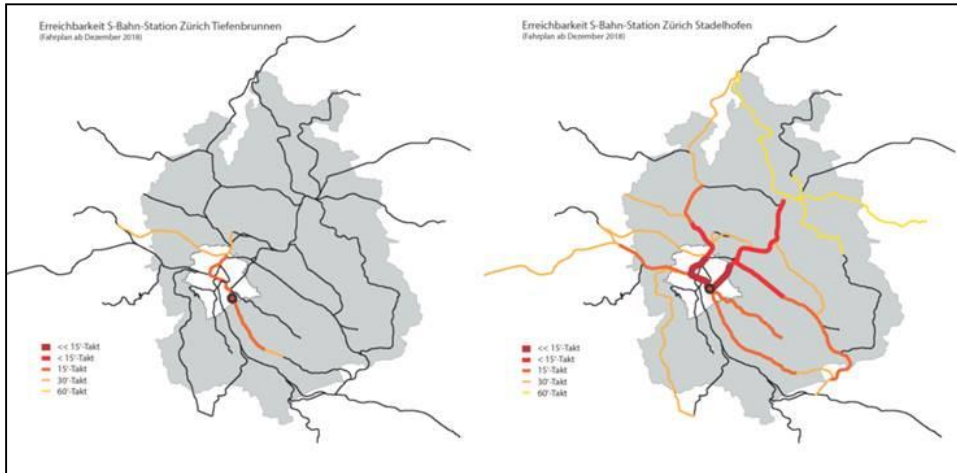 Erreichbarkeit S-Bahn-Station Zürich Tiefenbrunnen
(Fahrplan ab Dezember 2018)
<< 15'-Takt
< 15'-Takt
15'-Takt
30'-Takt
60'-Takt
Erreichbarkeit S-Bahn-Station Zürich Stadelhofen
(Fahrplan ab Dezember 2018)
<< 15'-Takt
< 15'-Takt
15'-Takt
30'-Takt
60'-Takt